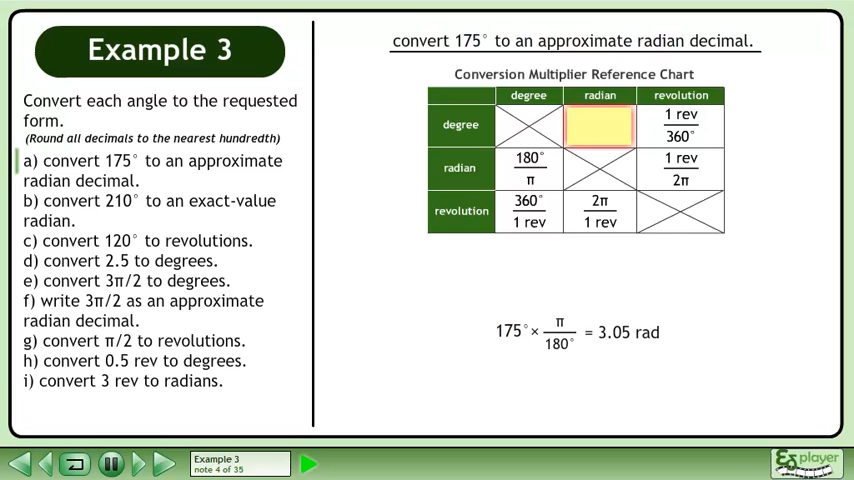 Example 3
Convert each angle to the requested
form.
(Round all decimals to the nearest hundredth)
a) convert 175° to an approximate
radian decimal.
b) convert 210° to an exact-value
radian.
c) convert 120° to revolutions.
d) convert 2.5 to degrees.
e) convert 3π/2 to degrees.
f) write 3π/2 as an approximate
radian decimal.
g) convert π/2 to revolutions.
h) convert 0.5 rev to degrees.
i) convert 3 rev to radians.
convert 175° to an approximate radian decimal.
Conversion Multiplier Reference Chart
degree radian revolution
degree 1 rev/360°
radian 180°/π 1 rev/2π
revolution 360°/1 rev 2π/1 rev
175° × π/180° = 3.05 rad
Example 3
note 4 of 35
player